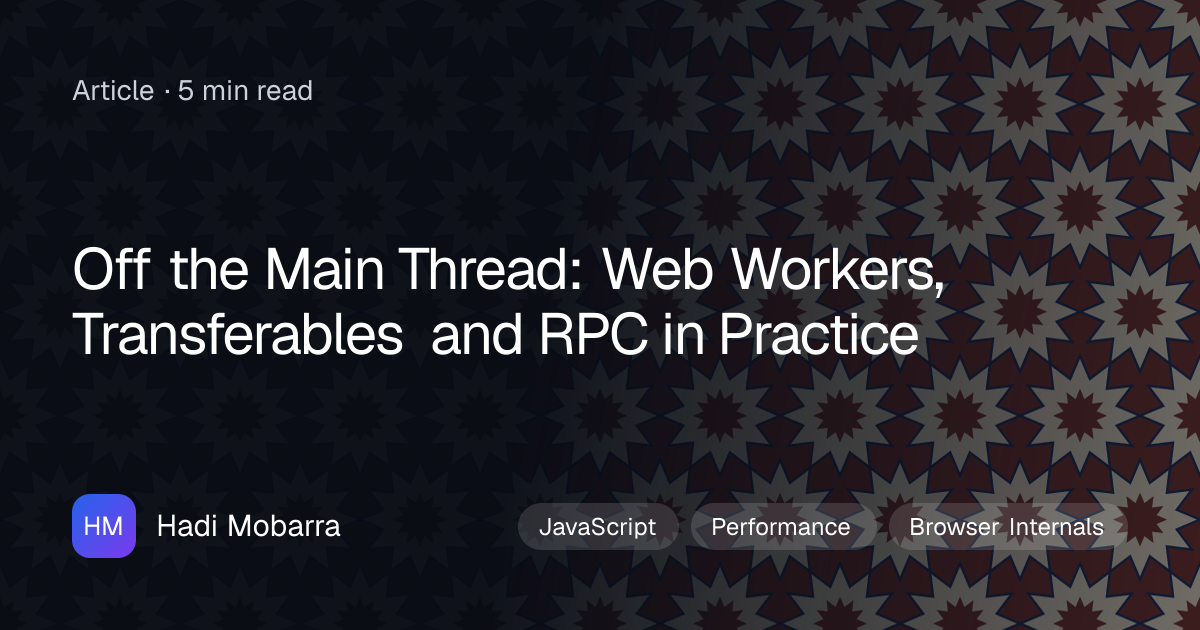 Article · 5 min read
Off the Main Thread: Web Workers,
Transferables and RPC in Practice
HM
Hadi Mobarra
JavaScript
Performance
Browser Internals